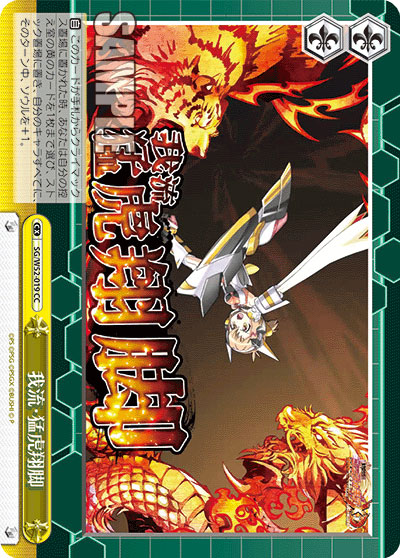 SAMPLE
【自】このカードが手札からクライマッ
クス置場に置かれた時、あなたは自分の控
え室の黄のカードを1枚まで選び、ストッ
ク置場に置き、自分のキャラすべてに、
そのターン中、ソウルを＋1。
我流
猛虎翔脚
CX
SG/W52-019 CC
我流・猛虎翔脚